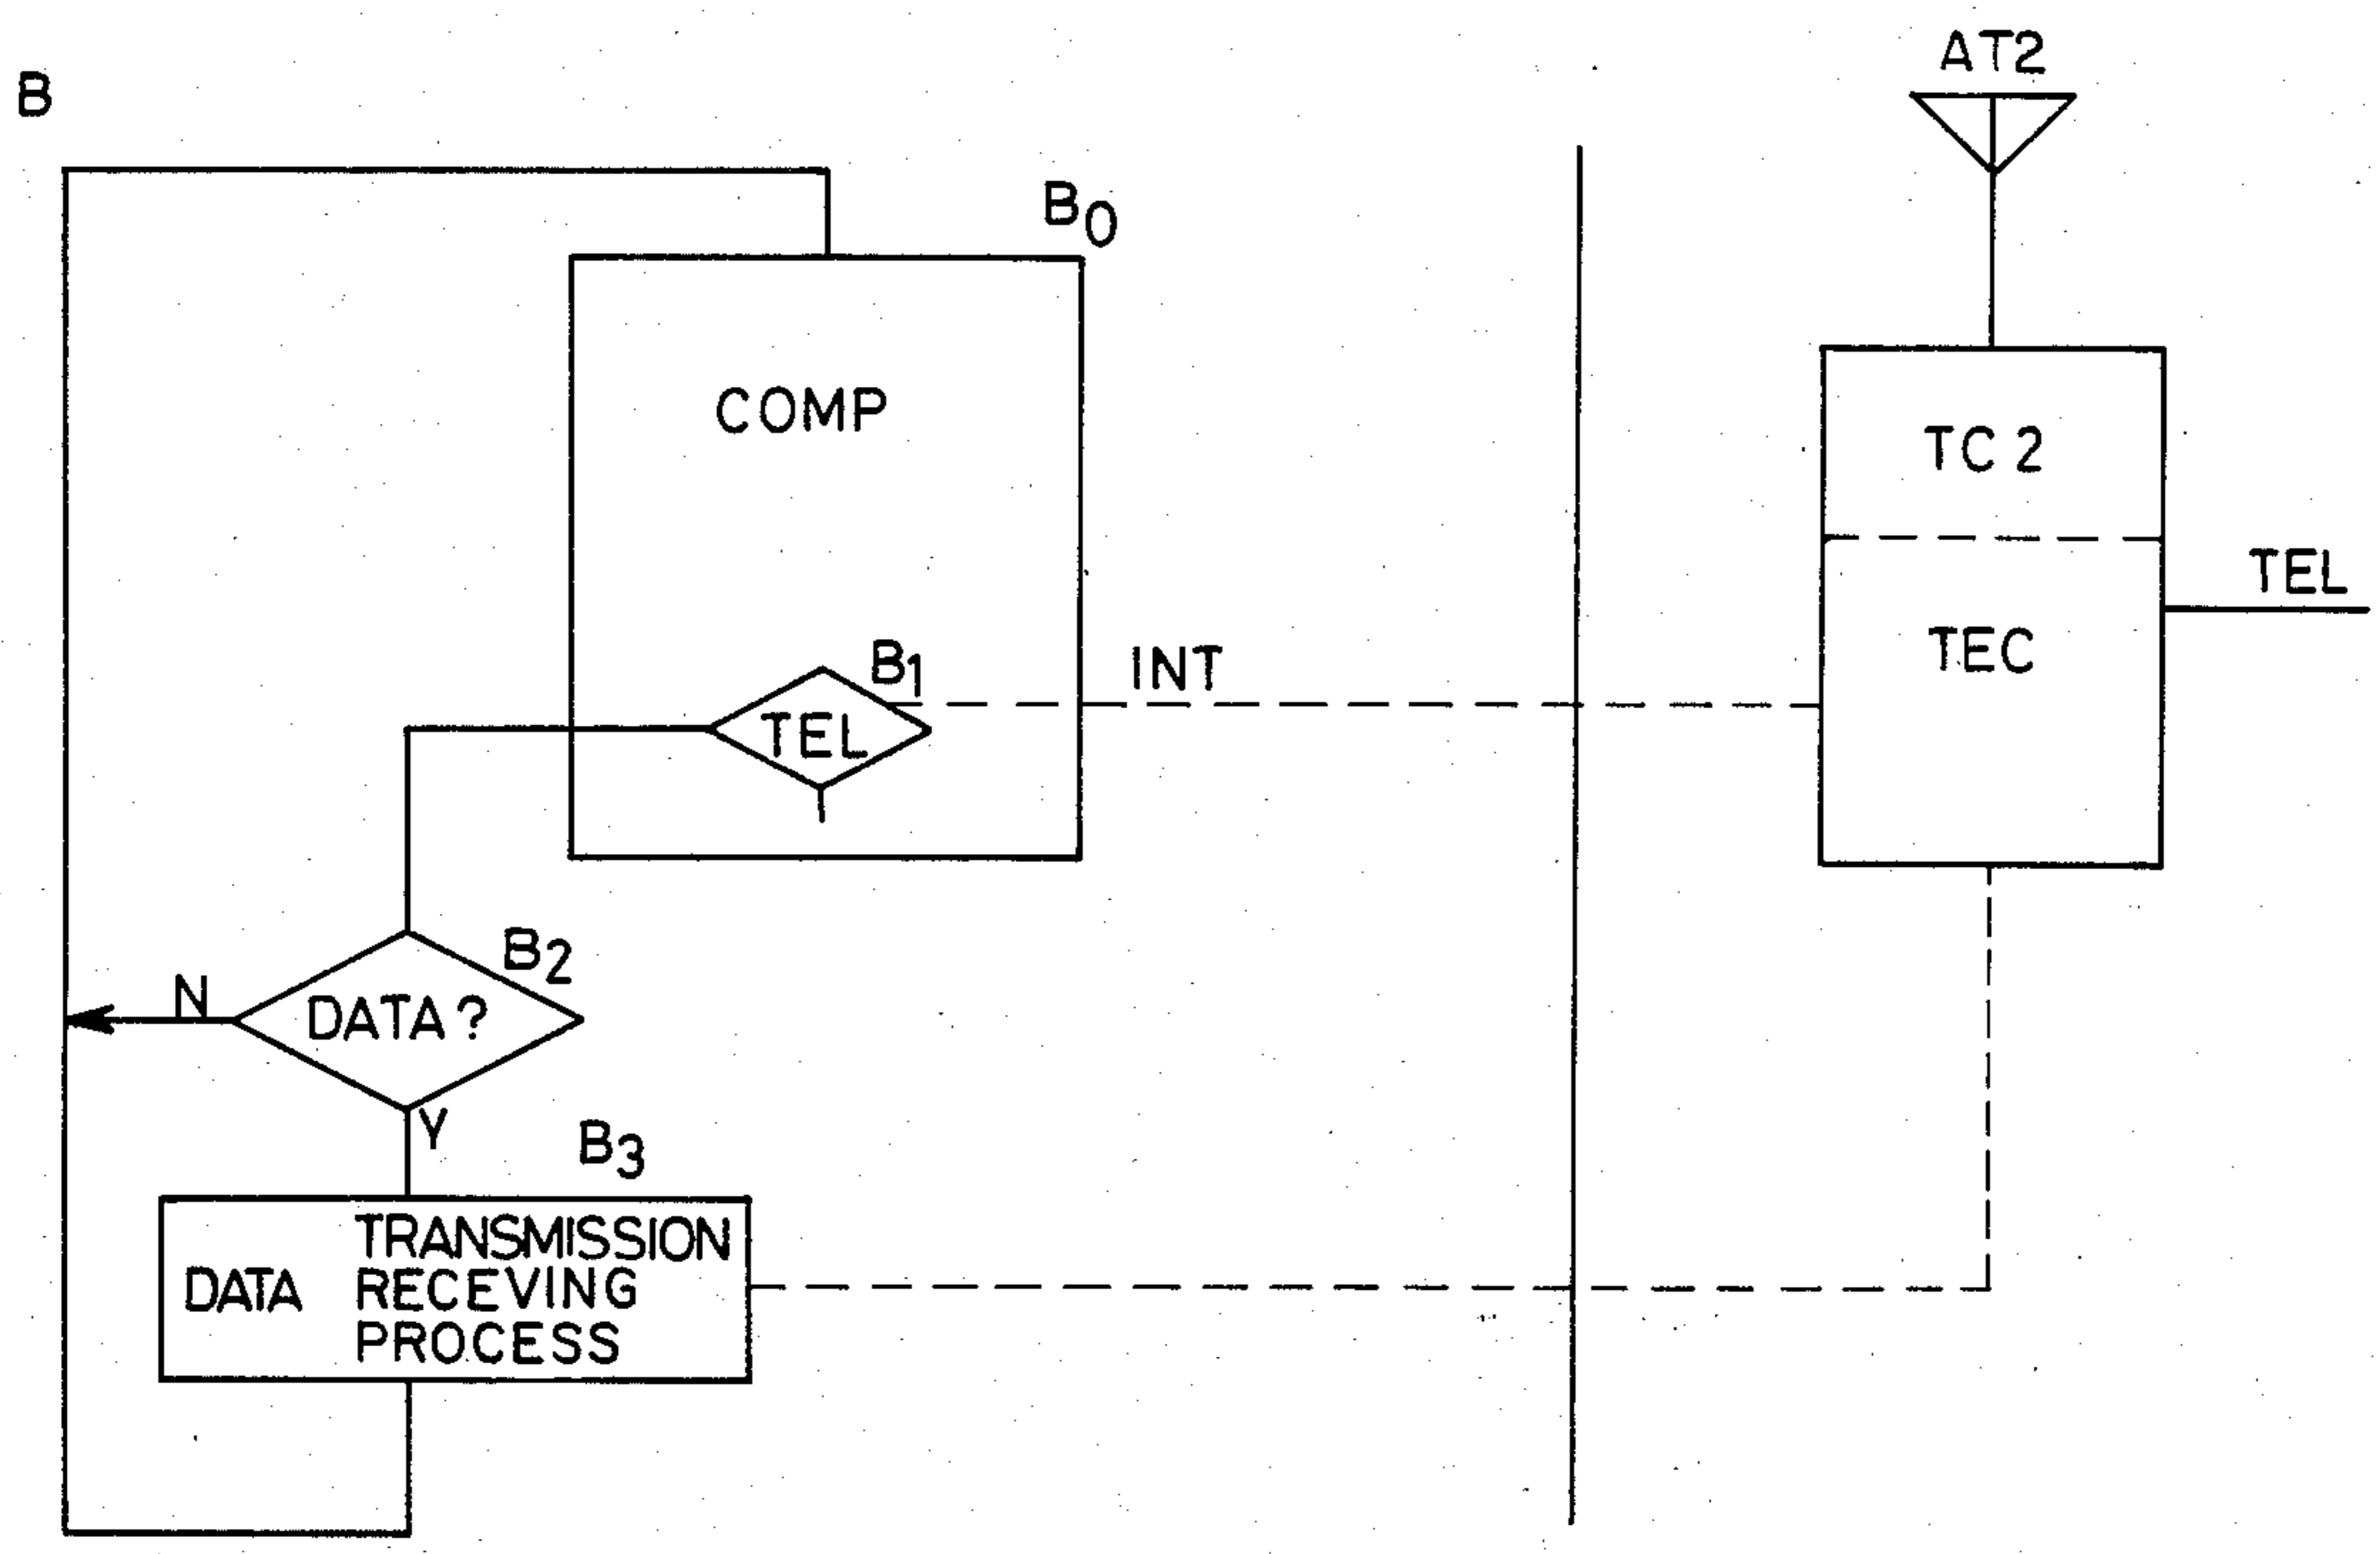 B
AT2
B0
COMP
TC 2
TEL
TEC
B1
INT
TEL
B2
N
DATA?
Y
B3
TRANSMISSION
DATA RECEVING
PROCESS